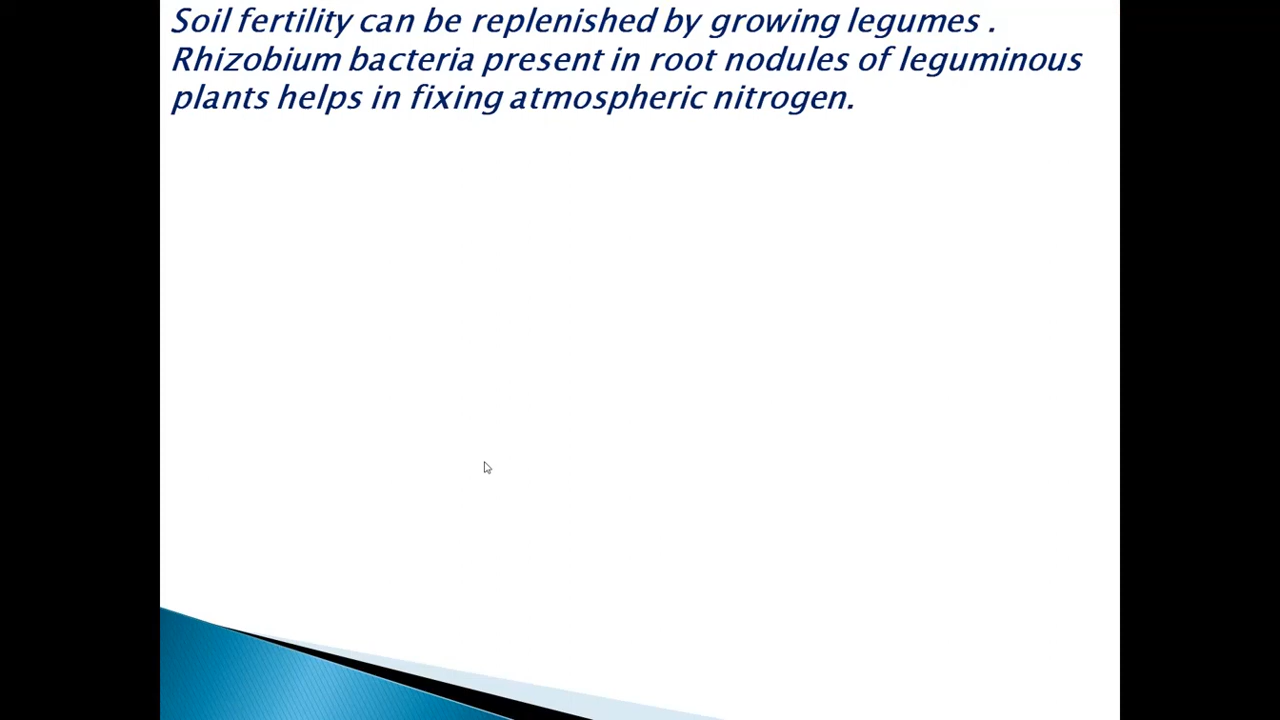 Soil fertility can be replenished by growing legumes .
Rhizobium bacteria present in root nodules of leguminous
plants helps in fixing atmospheric nitrogen.